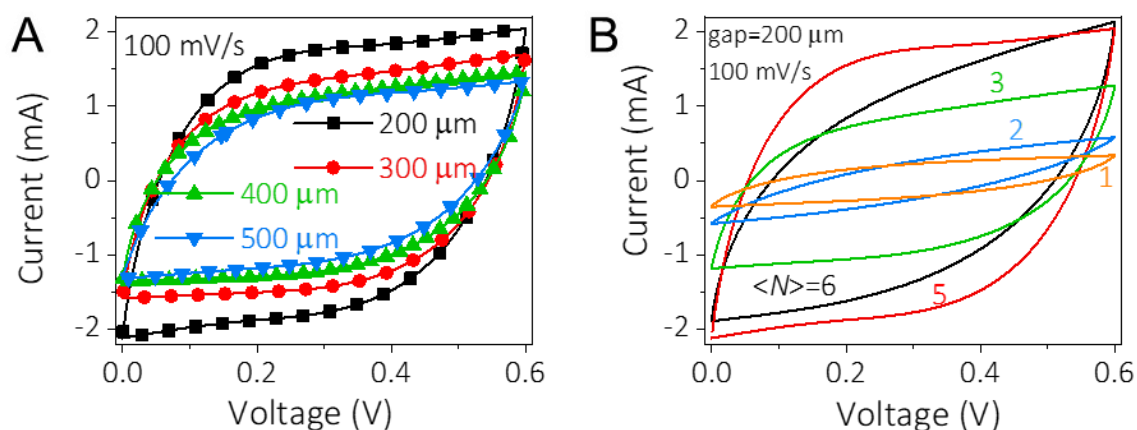 A
100 mV/s
200 μm
300 μm
400 μm
500 μm
2
1
0
-1
-2
Current (mA)
0.0
0.2
0.4
0.6
Voltage (V)
B
gap=200 μm
100 mV/s
3
2
1
<N>=6
5
2
1
0
-1
-2
Current (mA)
0.0
0.2
0.4
0.6
Voltage (V)